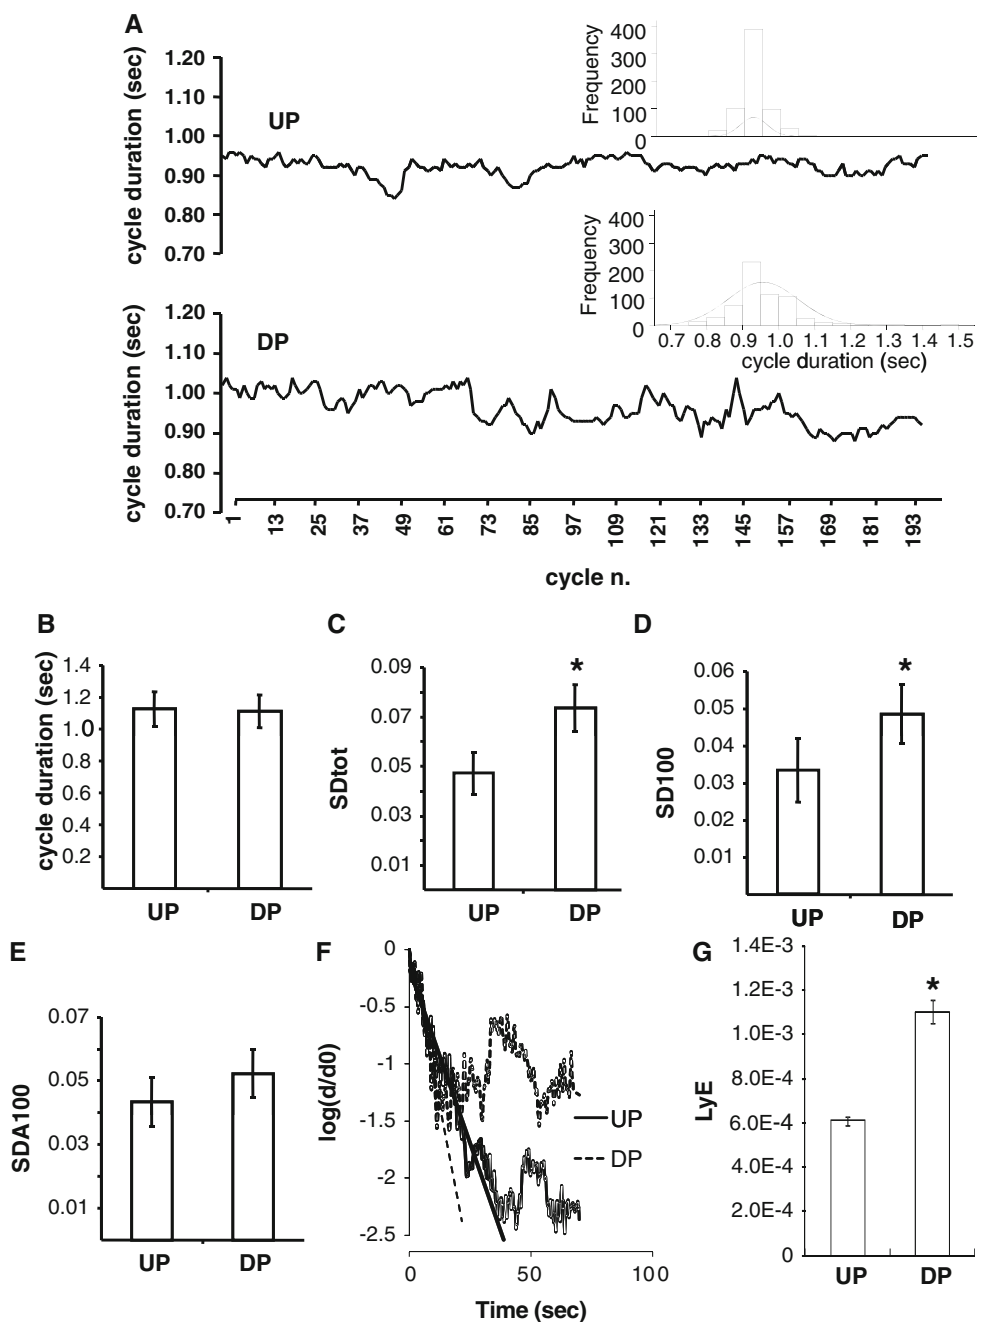 A
cycle duration (sec)
1.20
1.10
1.00
0.90
0.80
0.70
UP
Frequency
400
300
200
100
0
Frequency
400
300
200
100
0
0.7 0.8 0.9 1.0 1.1 1.2 1.3 1.4 1.5
cycle duration (sec)
cycle duration (sec)
1.20
1.10
1.00
0.90
0.80
0.70
DP
1 13 25 37 49 61 73 85 97 109 121 133 145 157 169 181 193
cycle n.
B
cycle duration (sec)
1.4
1.2
1.0
0.8
0.6
0.4
0.2
UP DP
C
SDtot
0.09
0.07
0.05
0.03
0.01
*
UP DP
D
SD100
0.06
0.05
0.04
0.03
0.02
0.01
*
UP DP
E
SDA100
0.07
0.05
0.03
0.01
UP DP
F
log(d/d0)
0
-0.5
-1
-1.5
-2
-2.5
UP
DP
0 50 100
Time (sec)
G
LyE
1.4E-3
1.2E-3
1.0E-3
8.0E-4
6.0E-4
4.0E-4
2.0E-4
0
*
UP DP